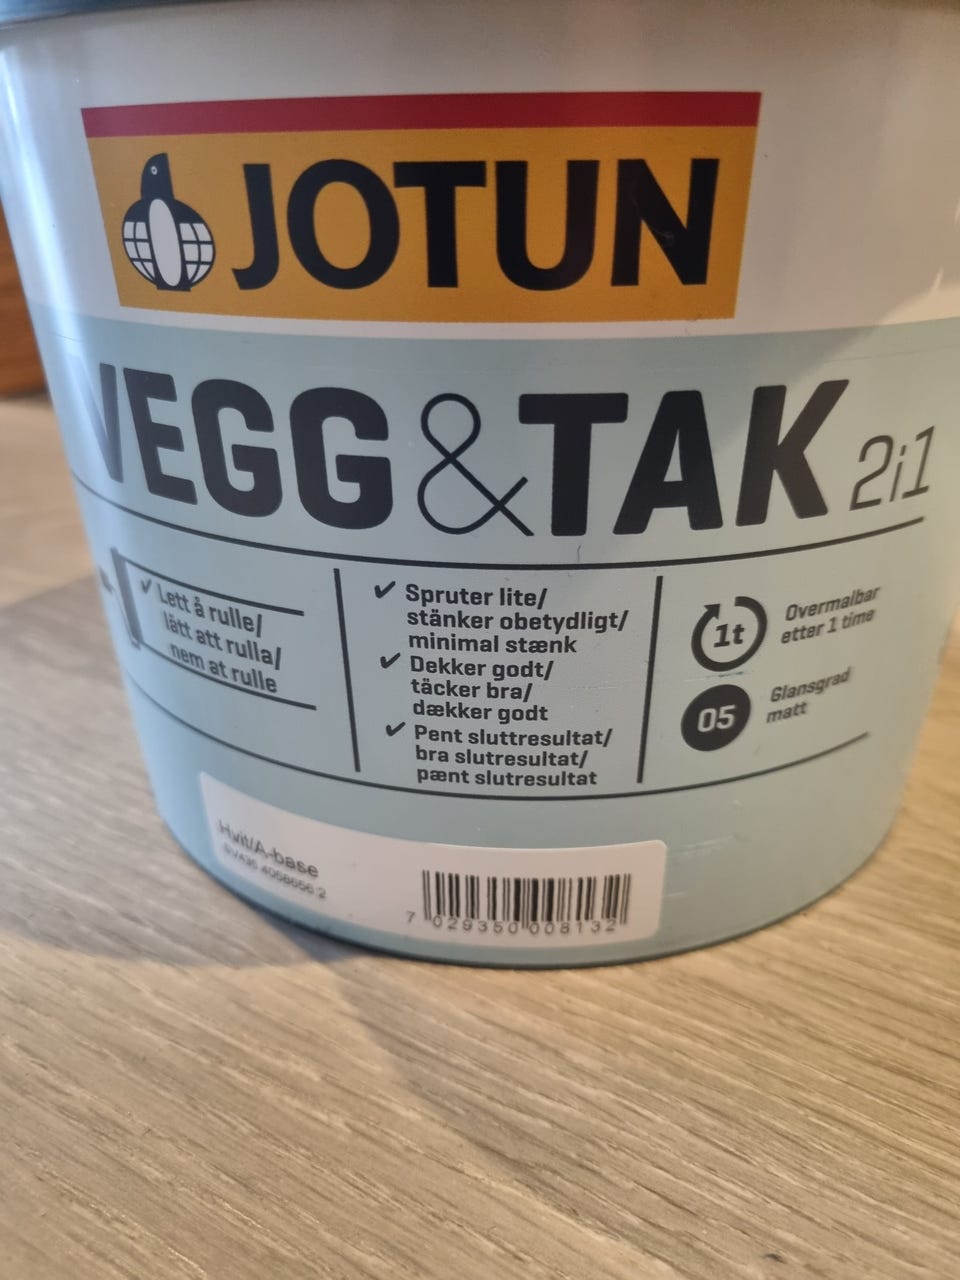 JOTUN
VEGG&TAK 2i1
✓ Lett å rulle/
lätt att rulla/
nem at rulle
✓ Spruter lite/
stänker obetydligt/
minimal stænk
✓ Dekker godt/
täcker bra/
dækker godt
✓ Pent sluttresultat/
bra slutresultat/
pænt slutresultat
1t
Overmalbar
etter 1 time
05
Glansgrad
matt
Hvit/A-base
7 029350 008132